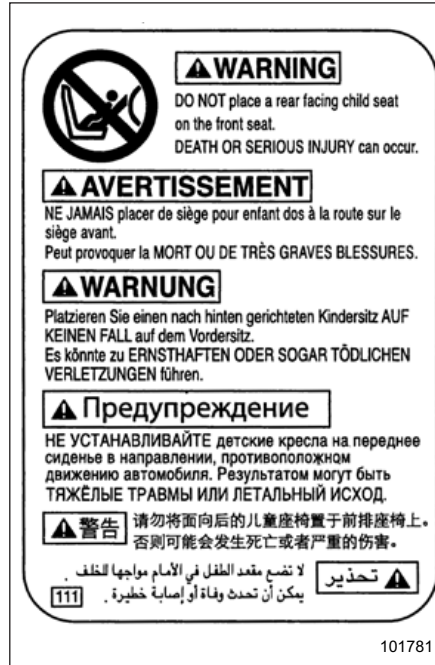 WARNING
DO NOT place a rear facing child seat
on the front seat.
DEATH OR SERIOUS INJURY can occur.
AVERTISSEMENT
NE JAMAIS placer de siège pour enfant dos à la route sur le
siège avant.
Peut provoquer la MORT OU DE TRÈS GRAVES BLESSURES.
WARNUNG
Platzieren Sie einen nach hinten gerichteten Kindersitz AUF
KEINEN FALL auf dem Vordersitz.
Es könnte zu ERNSTHAFTEN ODER SOGAR TÖDLICHEN
VERLETZUNGEN führen.
Предупреждение
НЕ УСТАНАВЛИВАЙТЕ детские кресла на переднее
сиденье в направлении, противоположном
движению автомобиля. Результатом могут быть
ТЯЖЁЛЫЕ ТРАВМЫ ИЛИ ЛЕТАЛЬНЫЙ ИСХОД.
警告
请勿将面向后的儿童座椅置于前排座椅上。
否则可能会发生死亡或者严重的伤害。
تحذير
لا تضع مقعد الطفل في الأمام مواجها للخلف .
يمكن أن تحدث وفاة أو إصابة خطيرة .
111
101781